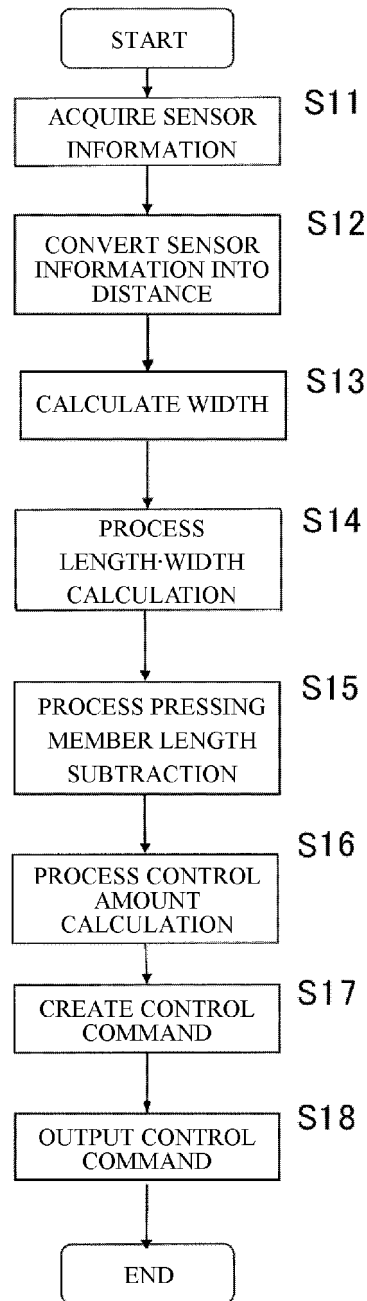 START
S11
ACQUIRE SENSOR
INFORMATION
S12
CONVERT SENSOR
INFORMATION INTO
DISTANCE
S13
CALCULATE WIDTH
S14
PROCESS
LENGTH·WIDTH
CALCULATION
S15
PROCESS PRESSING
MEMBER LENGTH
SUBTRACTION
S16
PROCESS CONTROL
AMOUNT
CALCULATION
S17
CREATE CONTROL
COMMAND
S18
OUTPUT CONTROL
COMMAND
END